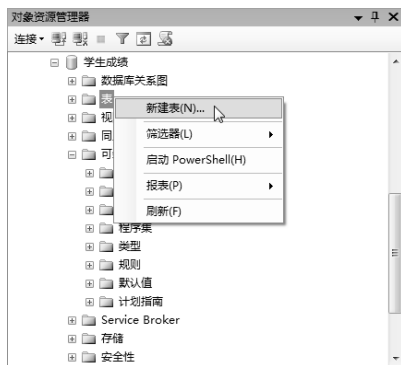 对象资源管理器
连接
学生成绩
数据库关系图
表
新建表(N)...
视
筛选器(L)
同
启动 PowerShell(H)
可
报表(P)
刷新(F)
程序集
类型
规则
默认值
计划指南
Service Broker
存储
安全性